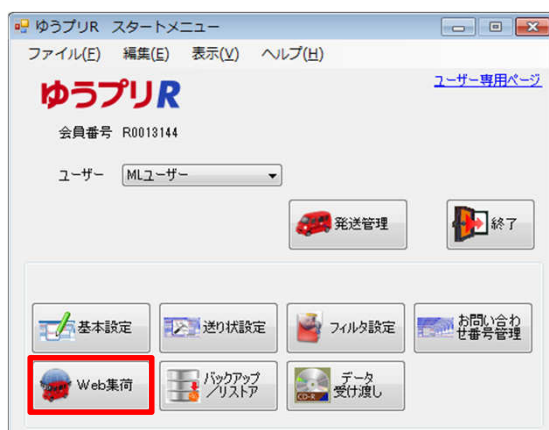 ゆうプリR スタートメニュー
ファイル(F) 編集(E) 表示(V) ヘルプ(H)
ゆうプリR
ユーザー専用ページ
会員番号 R0013144
ユーザー MLユーザー
発送管理 終了
基本設定 送り状設定 フィルタ設定 お問い合わ
せ番号管理
Web集荷 バックアップ
／リストア データ
受け渡し
CD-R